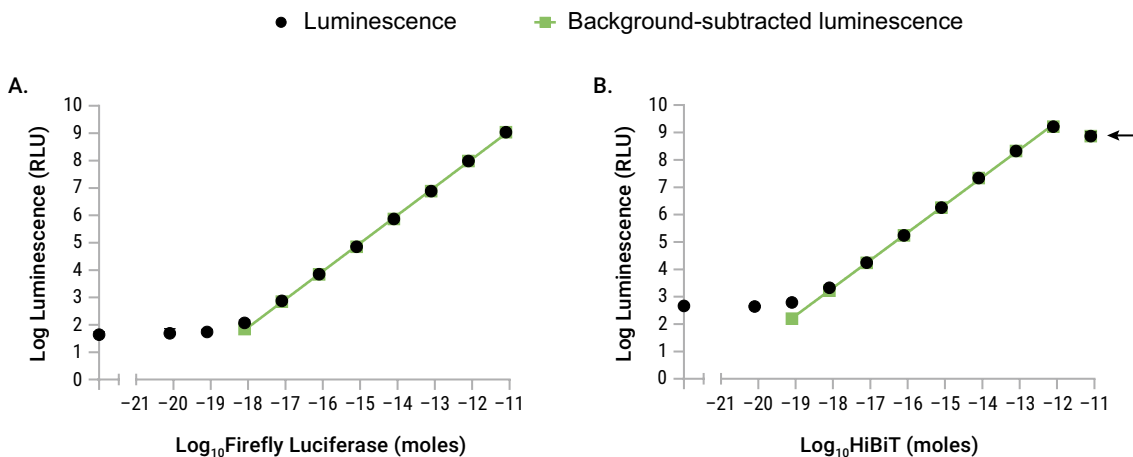 Luminescence Background-subtracted luminescence
A.
10
9
8
7
6
5
4
3
2
1
0
Log Luminescence (RLU)
−21 −20 −19 −18 −17 −16 −15 −14 −13 −12 −11
Log₁₀Firefly Luciferase (moles)
B.
10
9
8
7
6
5
4
3
2
1
0
Log Luminescence (RLU)
−21 −20 −19 −18 −17 −16 −15 −14 −13 −12 −11
Log₁₀HiBiT (moles)